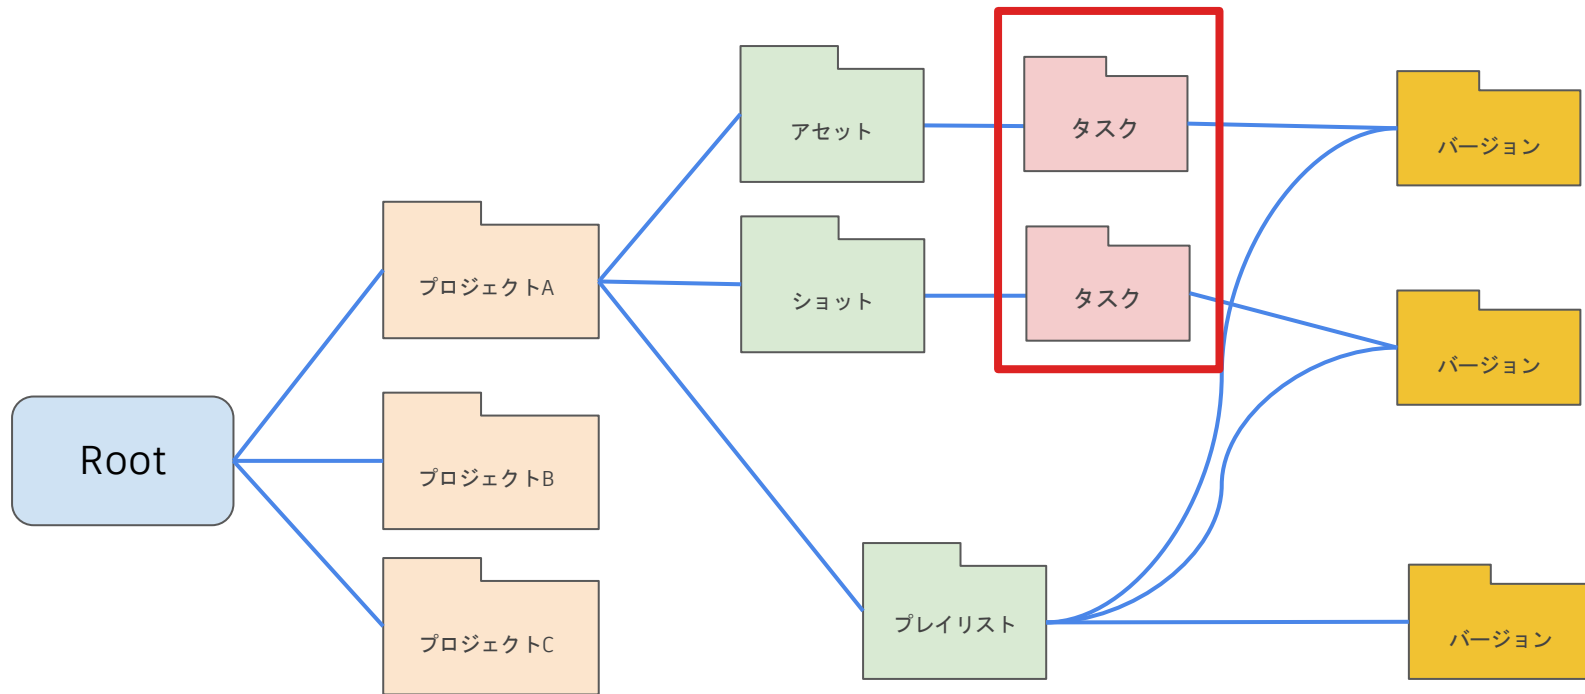 Root
プロジェクトA
プロジェクトB
プロジェクトC
アセット
ショット
プレイリスト
タスク
タスク
バージョン
バージョン
バージョン